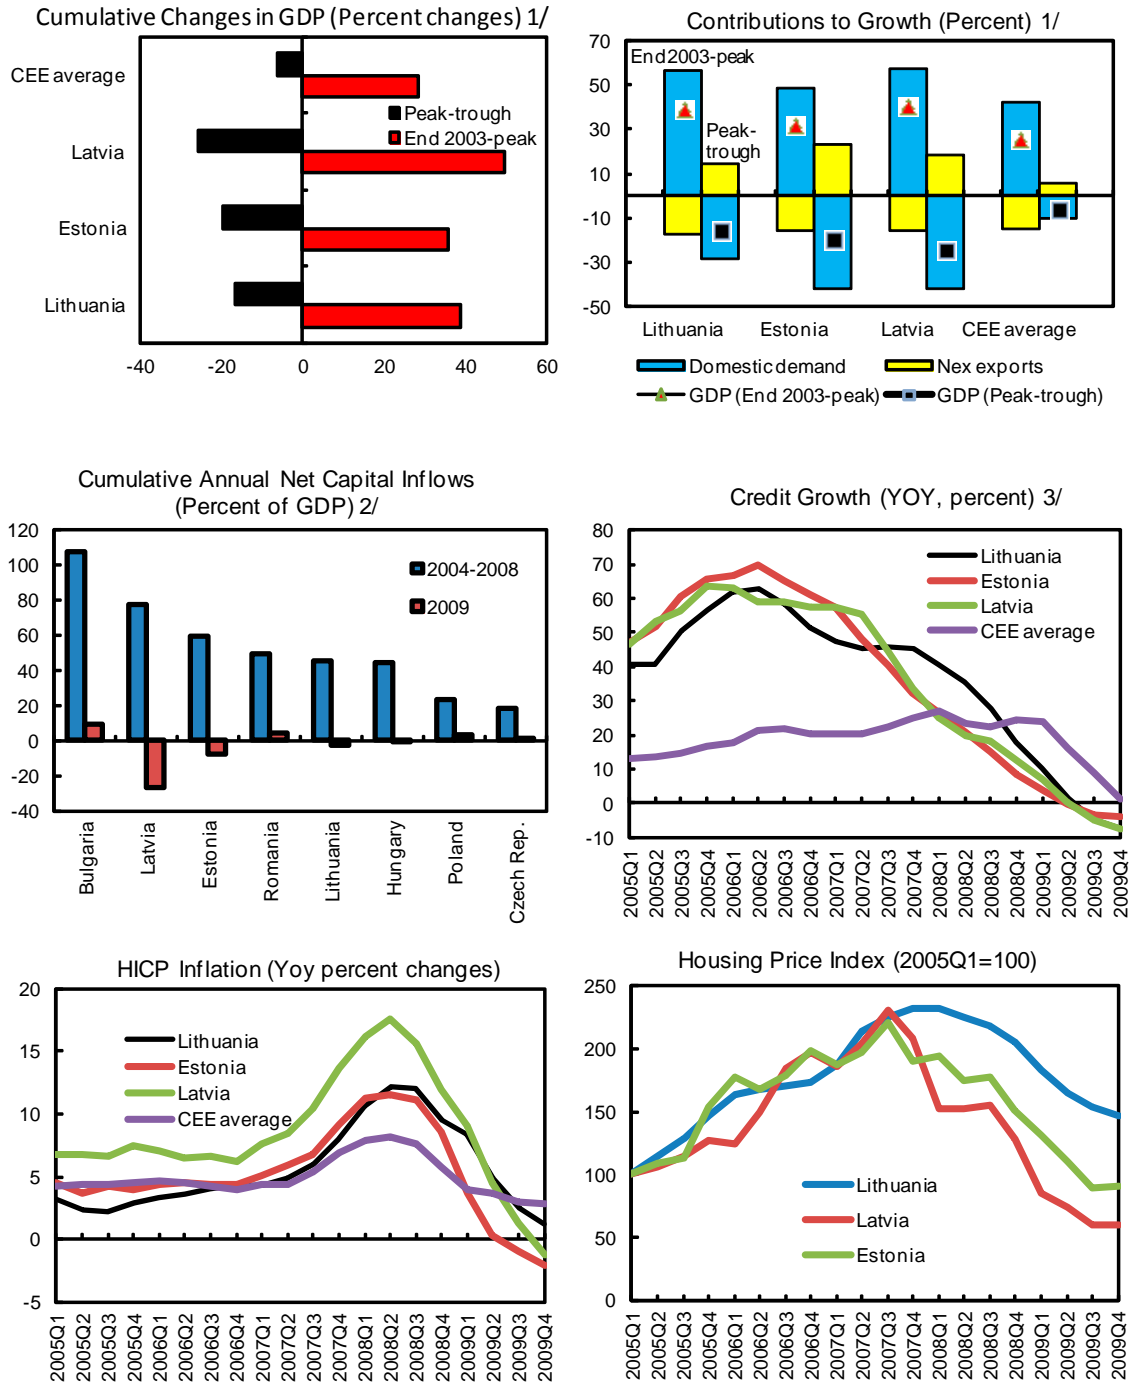 Cumulative Changes in GDP (Percent changes) 1/
CEE average
Latvia
Estonia
Lithuania
Peak-trough
End 2003-peak
-40
-20
0
20
40
60
Contributions to Growth (Percent) 1/
70
50
30
10
-10
-30
-50
End 2003-peak
Peak-
trough
Lithuania
Estonia
Latvia
CEE average
Domestic demand
Nex exports
GDP (End 2003-peak)
GDP (Peak-trough)
Cumulative Annual Net Capital Inflows
(Percent of GDP) 2/
120
100
80
60
40
20
0
-20
-40
2004-2008
2009
Bulgaria
Latvia
Estonia
Romania
Lithuania
Hungary
Poland
Czech Rep.
Credit Growth (YOY, percent) 3/
80
70
60
50
40
30
20
10
0
-10
Lithuania
Estonia
Latvia
CEE average
2005Q1
2005Q2
2005Q3
2005Q4
2006Q1
2006Q2
2006Q3
2006Q4
2007Q1
2007Q2
2007Q3
2007Q4
2008Q1
2008Q2
2008Q3
2008Q4
2009Q1
2009Q2
2009Q3
2009Q4
HICP Inflation (Yoy percent changes)
20
15
10
5
0
-5
Lithuania
Estonia
Latvia
CEE average
2005Q1
2005Q2
2005Q3
2005Q4
2006Q1
2006Q2
2006Q3
2006Q4
2007Q1
2007Q2
2007Q3
2007Q4
2008Q1
2008Q2
2008Q3
2008Q4
2009Q1
2009Q2
2009Q3
2009Q4
Housing Price Index (2005Q1=100)
250
200
150
100
50
0
Lithuania
Latvia
Estonia
2005Q1
2005Q2
2005Q3
2005Q4
2006Q1
2006Q2
2006Q3
2006Q4
2007Q1
2007Q2
2007Q3
2007Q4
2008Q1
2008Q2
2008Q3
2008Q4
2009Q1
2009Q2
2009Q3
2009Q4